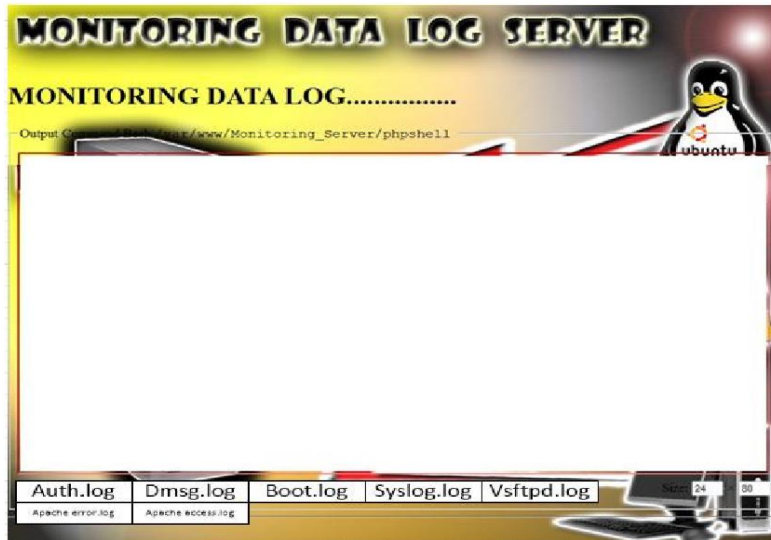 MONITORING DATA LOG SERVER
MONITORING DATA LOG................
Output /var/www/Monitoring_Server/phpshell
ubuntu
Auth.log Dmsg.log Boot.log Syslog.log Vsftpd.log Size: 24 80
Apache error.log Apache access.log